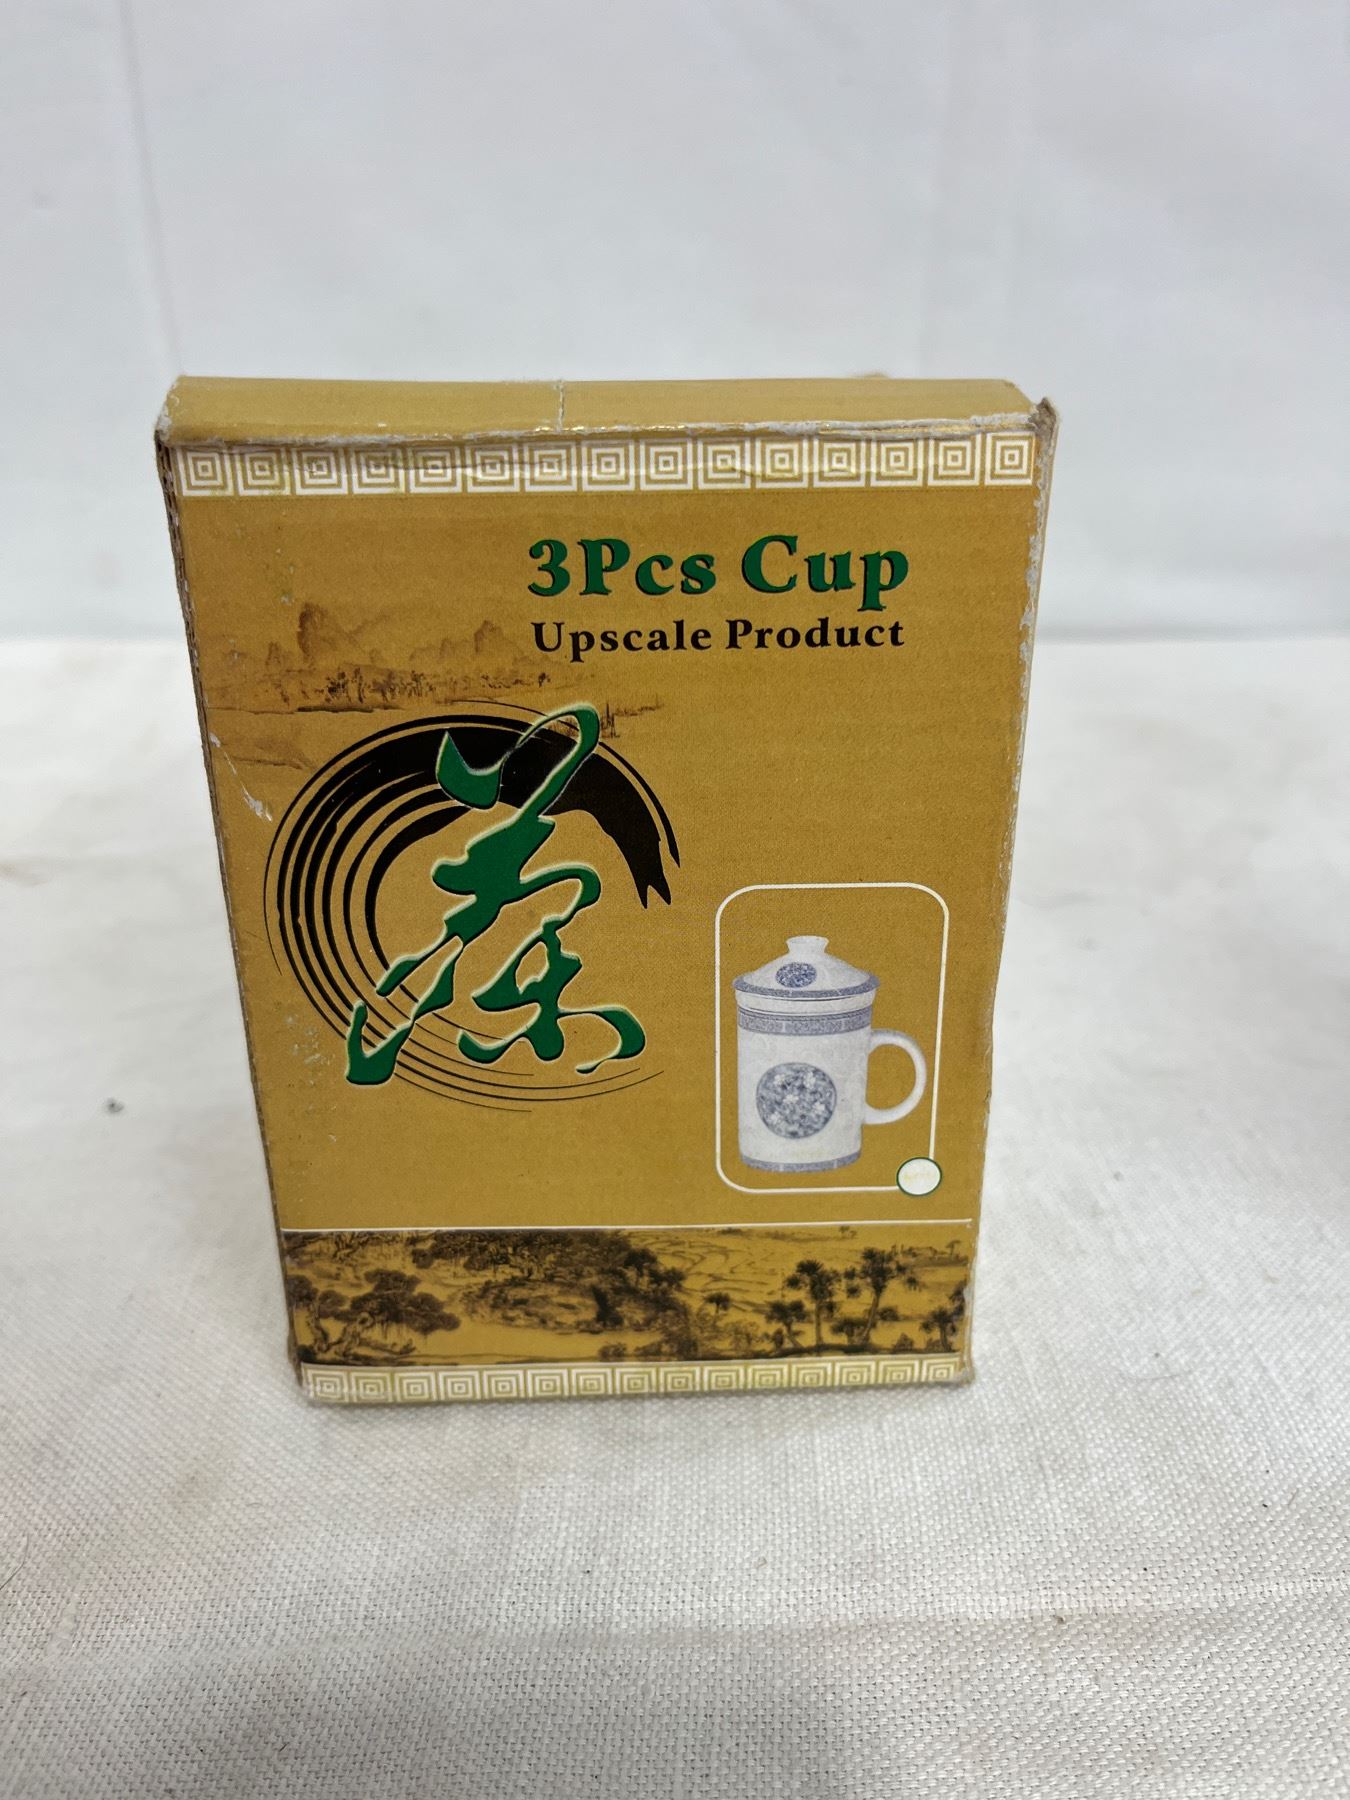 3Pcs Cup
Upscale Product
茶